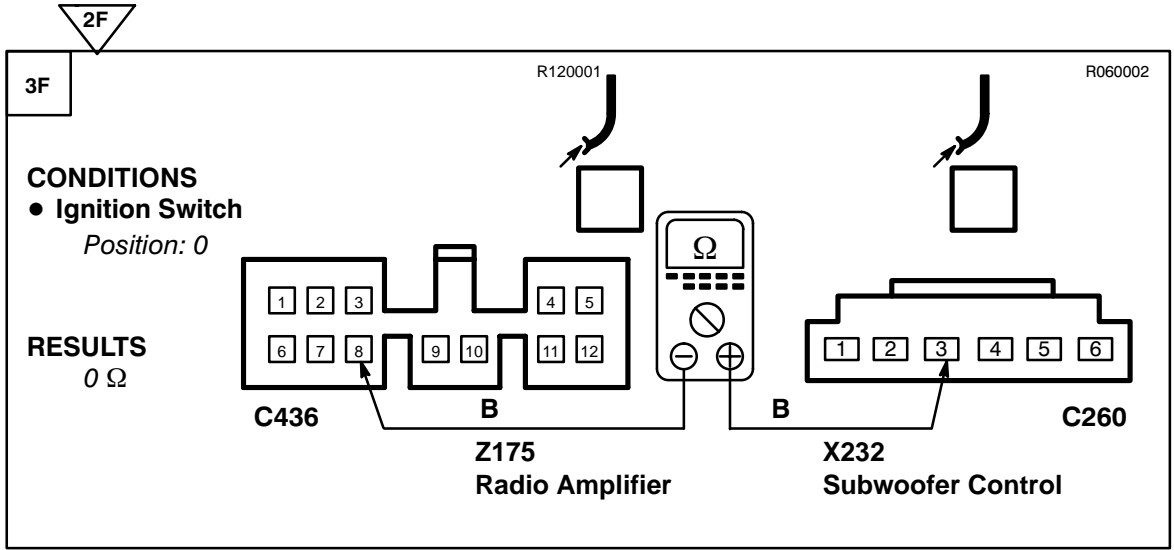 2F
3F
R120001
R060002
CONDITIONS
● Ignition Switch
Position: 0
Ω
1 2 3 4 5
6 7 8 9 10 11 12
1 2 3 4 5 6
RESULTS
0 Ω
C436
B
B
C260
Z175
Radio Amplifier
X232
Subwoofer Control